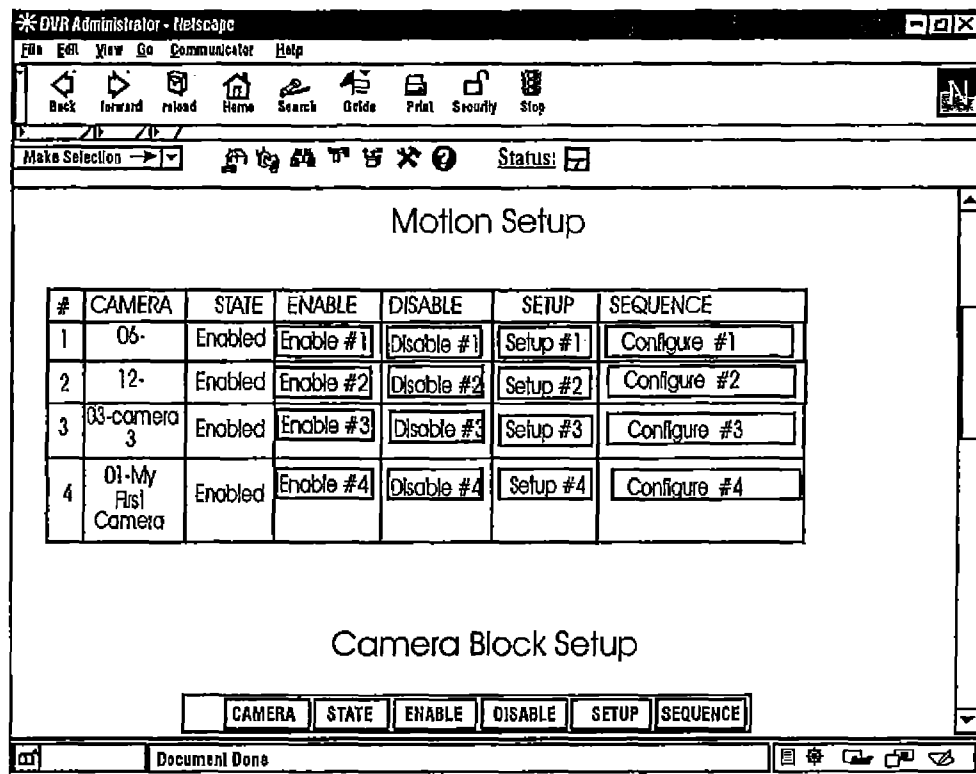 DVR Administrator - Netscape
File Edit View Go Communicator Help
Back forward reload Home Search Guide Print Security Stop
N
Make Selection
Status:
Motion Setup
# CAMERA STATE ENABLE DISABLE SETUP SEQUENCE
1 06- Enabled Enable #1 Disable #1 Setup #1 Configure #1
2 12- Enabled Enable #2 Disable #2 Setup #2 Configure #2
3 03-camera 3 Enabled Enable #3 Disable #3 Setup #3 Configure #3
4 01-My First Camera Enabled Enable #4 Disable #4 Setup #4 Configure #4
Camera Block Setup
CAMERA STATE ENABLE DISABLE SETUP SEQUENCE
Document Done